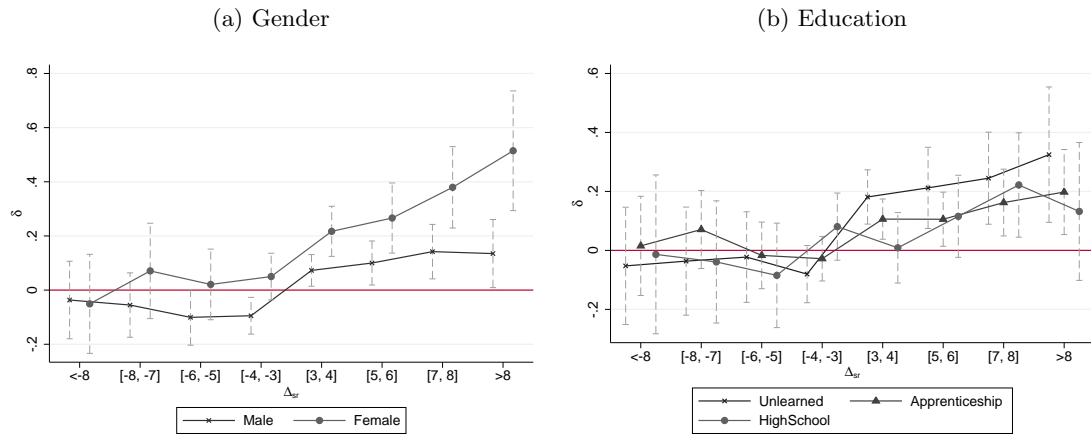 (a) Gender
.8
.6
.4
.2
0
-.2
δ
<-8
[-8, -7]
[-6, -5]
[-4, -3]
[3, 4]
[5, 6]
[7, 8]
>8
Δsr
Male
Female
(b) Education
.6
.4
.2
0
-.2
δ
<-8
[-8, -7]
[-6, -5]
[-4, -3]
[3, 4]
[5, 6]
[7, 8]
>8
Δsr
Unlearned
Apprenticeship
HighSchool